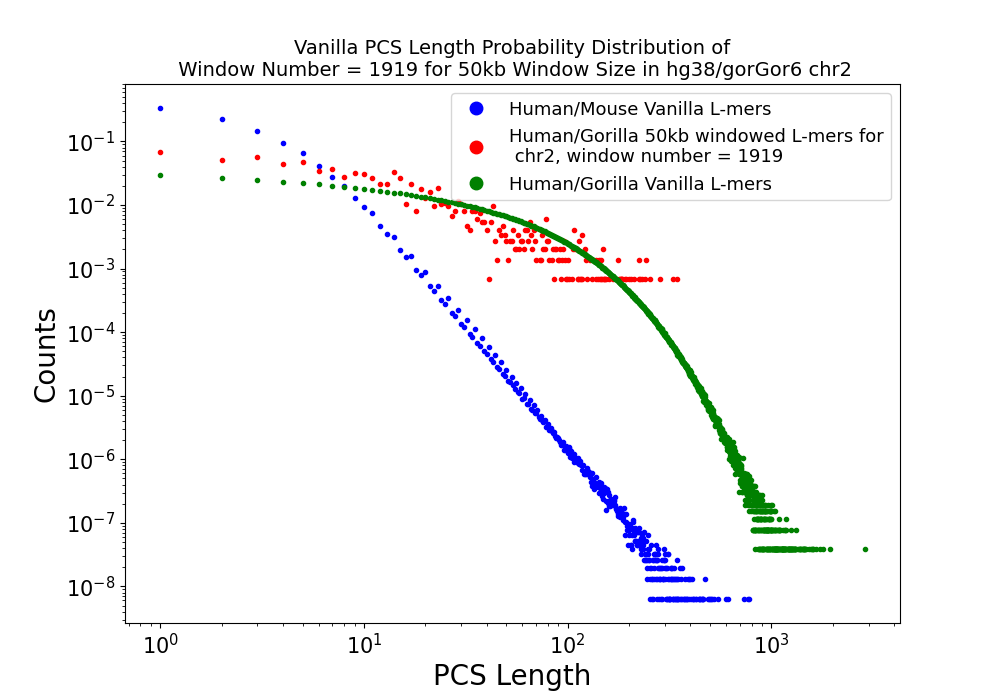 Vanilla PCS Length Probability Distribution of
Window Number = 1919 for 50kb Window Size in hg38/gorGor6 chr2
Human/Mouse Vanilla L-mers
Human/Gorilla 50kb windowed L-mers for
chr2, window number = 1919
Human/Gorilla Vanilla L-mers
Counts
10⁻¹
10⁻²
10⁻³
10⁻⁴
10⁻⁵
10⁻⁶
10⁻⁷
10⁻⁸
10⁰ 10¹ 10² 10³
PCS Length